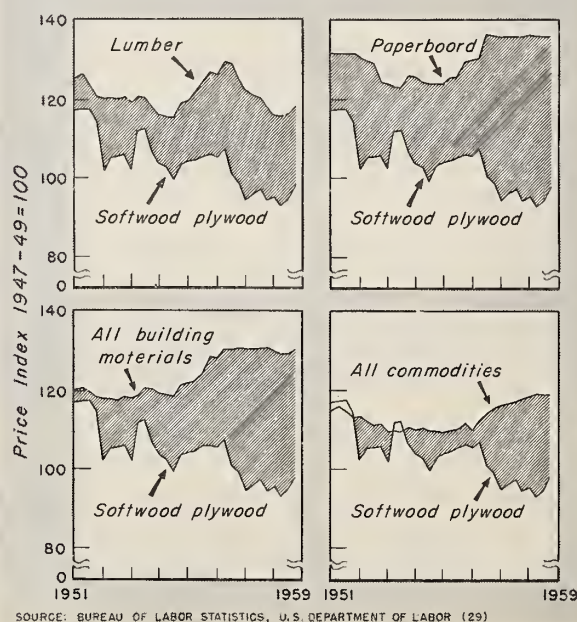 Price Index 1947-49=100
140
120
100
80
0
Lumber
Softwood plywood
Paperboard
Softwood plywood
140
120
100
80
0
All building
materials
Softwood plywood
All commodities
Softwood plywood
1951
1959
1951
1959
SOURCE: BUREAU OF LABOR STATISTICS, U.S. DEPARTMENT OF LABOR (29)